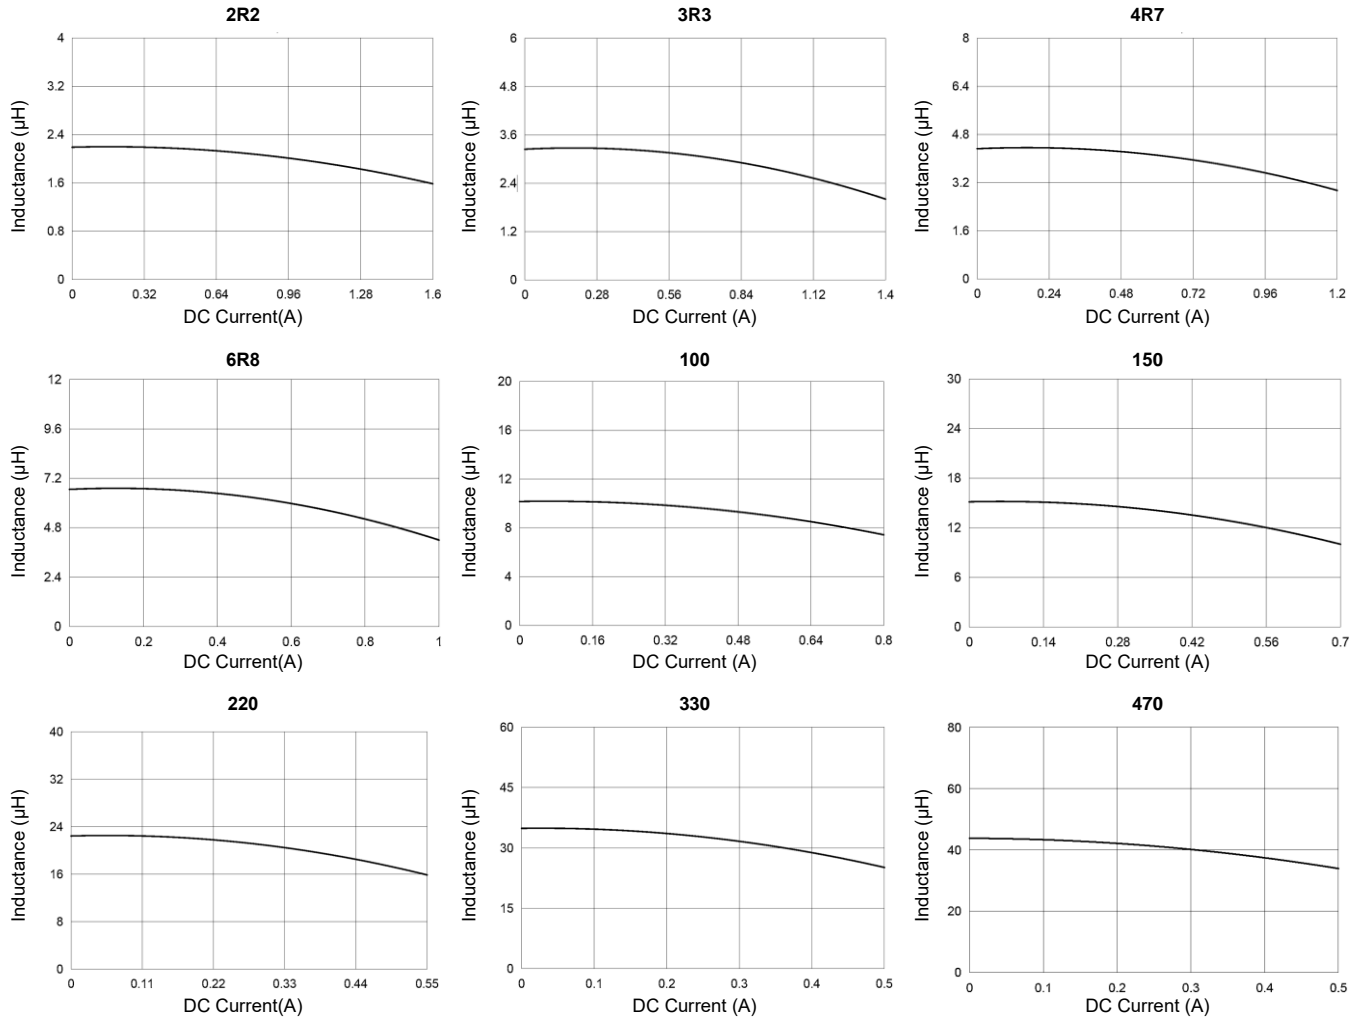 2R2
3R3
4R7
Inductance (µH)
4
3.2
2.4
1.6
0.8
0
0 0.32 0.64 0.96 1.28 1.6
DC Current(A)
Inductance (µH)
6
4.8
3.6
2.4
1.2
0
0 0.28 0.56 0.84 1.12 1.4
DC Current (A)
Inductance (µH)
8
6.4
4.8
3.2
1.6
0
0 0.24 0.48 0.72 0.96 1.2
DC Current (A)
6R8
100
150
Inductance (µH)
12
9.6
7.2
4.8
2.4
0
0 0.2 0.4 0.6 0.8 1
DC Current(A)
Inductance (µH)
20
16
12
8
4
0
0 0.16 0.32 0.48 0.64 0.8
DC Current (A)
Inductance (µH)
30
24
18
12
6
0
0 0.14 0.28 0.42 0.56 0.7
DC Current (A)
220
330
470
Inductance (µH)
40
32
24
16
8
0
0 0.11 0.22 0.33 0.44 0.55
DC Current(A)
Inductance (µH)
60
45
30
15
0
0 0.1 0.2 0.3 0.4 0.5
DC Current (A)
Inductance (µH)
80
60
40
20
0
0 0.1 0.2 0.3 0.4 0.5
DC Current (A)